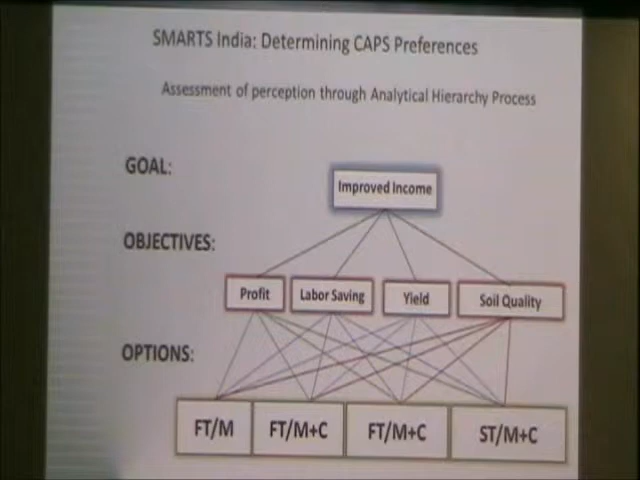 SMARTS India: Determining CAPS Preferences
Assessment of perception through Analytical Hierarchy Process
GOAL:
Improved Income
OBJECTIVES:
Profit
Labor Saving
Yield
Soil Quality
OPTIONS:
FT/M
FT/M+C
FT/M+C
ST/M+C